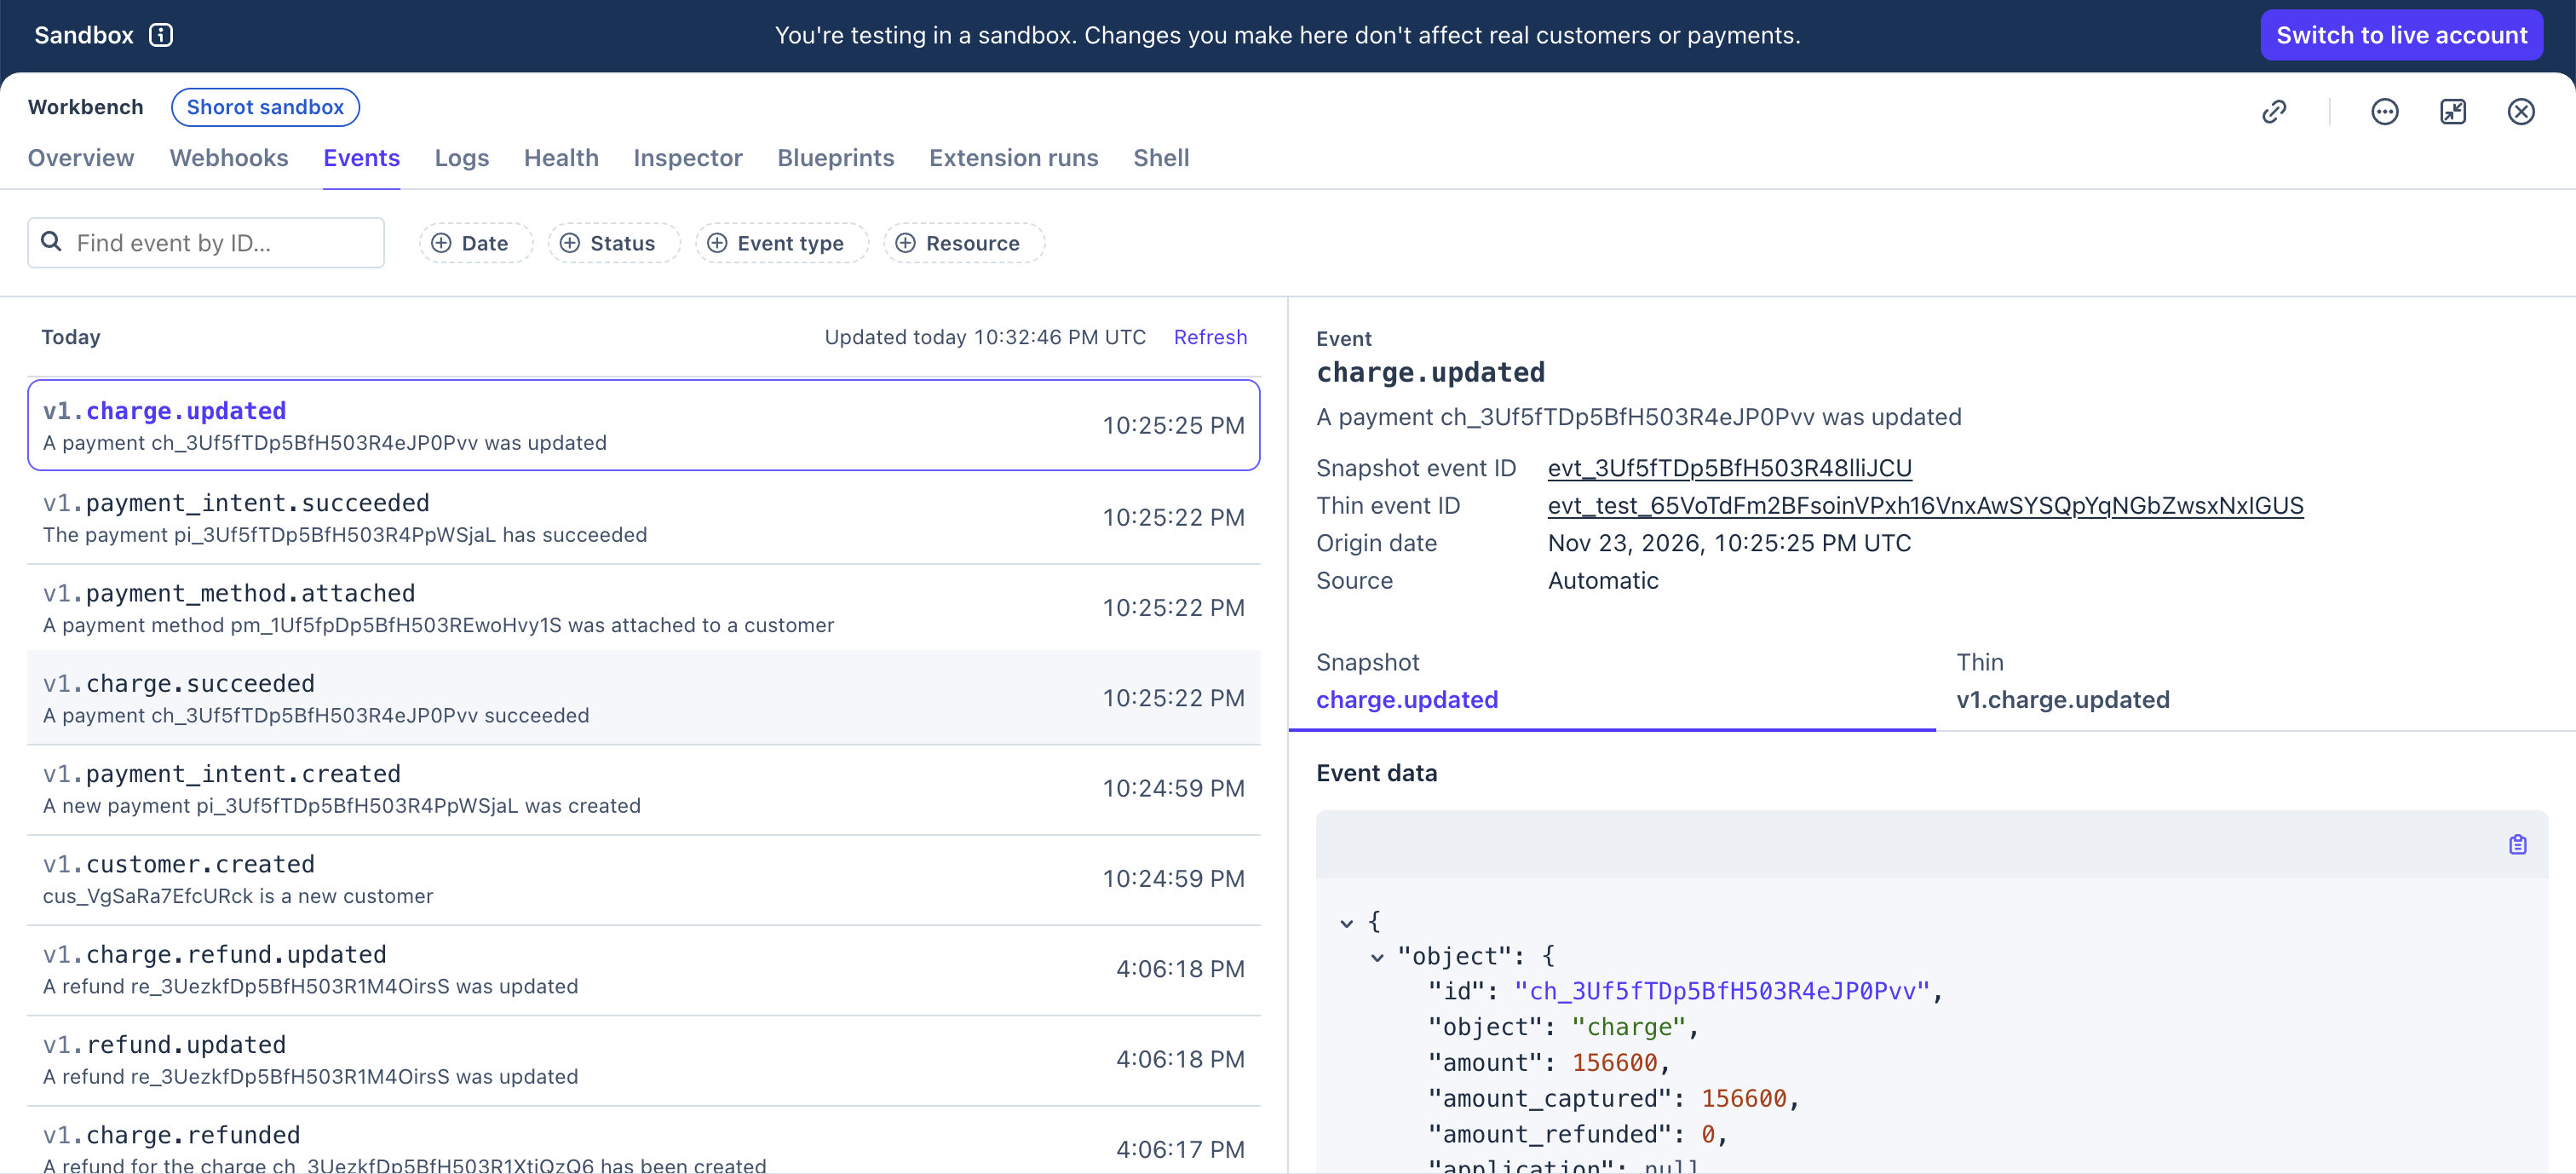 Sandbox
You're testing in a sandbox. Changes you make here don't affect real customers or payments.
Switch to live account
Workbench
Shorot sandbox
Overview Webhooks Events Logs Health Inspector Blueprints Extension runs Shell
Find event by ID...
Date Status Event type Resource
Today
Updated today 10:32:46 PM UTC Refresh
v1.charge.updated
A payment ch_3Uf5fTDp5BfH503R4eJP0Pvv was updated
10:25:25 PM
v1.payment_intent.succeeded
The payment pi_3Uf5fTDp5BfH503R4PpWSjaL has succeeded
10:25:22 PM
v1.payment_method.attached
A payment method pm_1Uf5fpDp5BfH503REwoHvy1S was attached to a customer
10:25:22 PM
v1.charge.succeeded
A payment ch_3Uf5fTDp5BfH503R4eJP0Pvv succeeded
10:25:22 PM
v1.payment_intent.created
A new payment pi_3Uf5fTDp5BfH503R4PpWSjaL was created
10:24:59 PM
v1.customer.created
cus_VgSaRa7EfcURck is a new customer
10:24:59 PM
v1.charge.refund.updated
A refund re_3UezkfDp5BfH503R1M4OirsS was updated
4:06:18 PM
v1.refund.updated
A refund re_3UezkfDp5BfH503R1M4OirsS was updated
4:06:18 PM
v1.charge.refunded
A refund for the charge ch_3UezkfDp5BfH503R1XtiQzQ6 has been created
4:06:17 PM
Event
charge.updated
A payment ch_3Uf5fTDp5BfH503R4eJP0Pvv was updated
Snapshot event ID evt_3Uf5fTDp5BfH503R48lliJCU
Thin event ID evt_test_65VoTdFm2BFsoinVPxh16VnxAwSYSQpYqNGbZwsxNxIGUS
Origin date Nov 23, 2026, 10:25:25 PM UTC
Source Automatic
Snapshot
charge.updated
Thin
v1.charge.updated
Event data
{
"object": {
"id": "ch_3Uf5fTDp5BfH503R4eJP0Pvv",
"object": "charge",
"amount": 156600,
"amount_captured": 156600,
"amount_refunded": 0,
"application": null